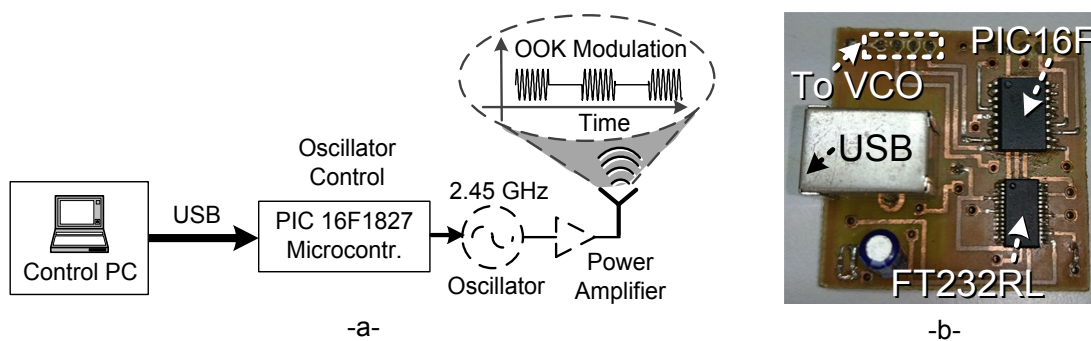 OOK Modulation
Time
Oscillator
Control
2.45 GHz
USB
PIC 16F1827
Microcontr.
Control PC
Oscillator
Power
Amplifier
-a-
PIC16F
To VCO
USB
FT232RL
-b-